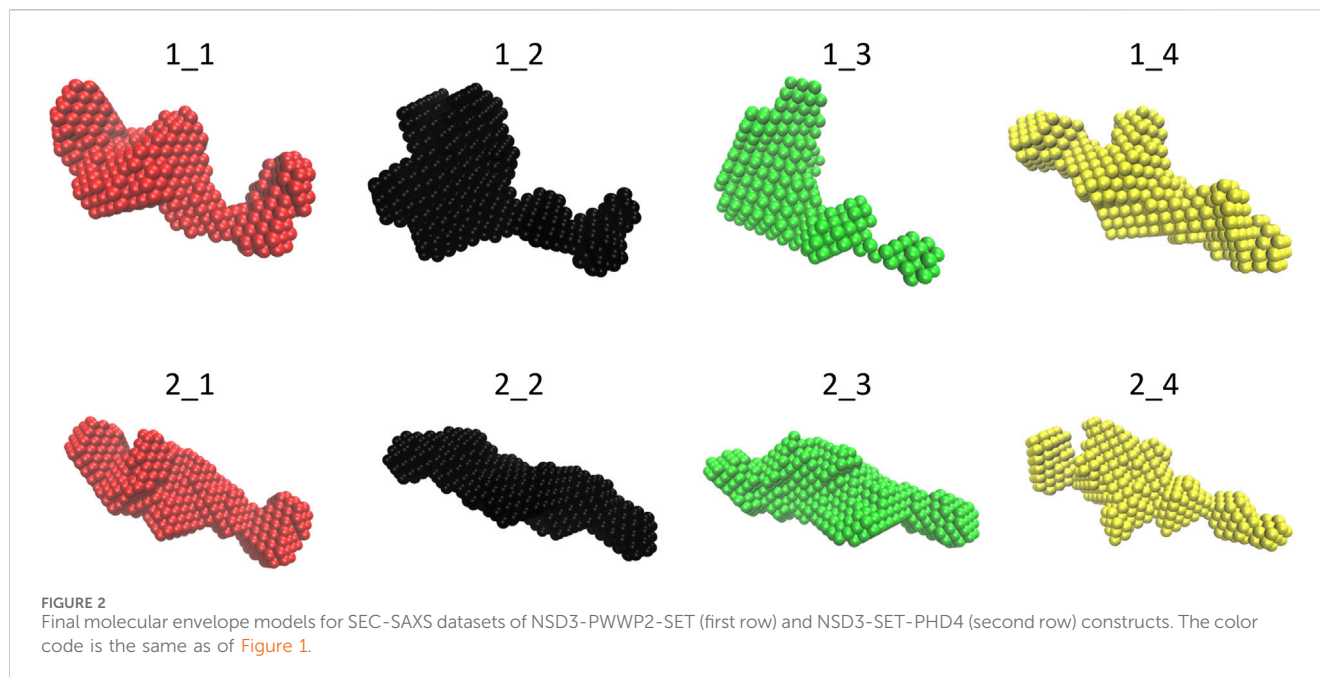 1_1 1_2 1_3 1_4
2_1 2_2 2_3 2_4
FIGURE 2
Final molecular envelope models for SEC-SAXS datasets of NSD3-PWWP2-SET (first row) and NSD3-SET-PHD4 (second row) constructs. The color
code is the same as of Figure 1.